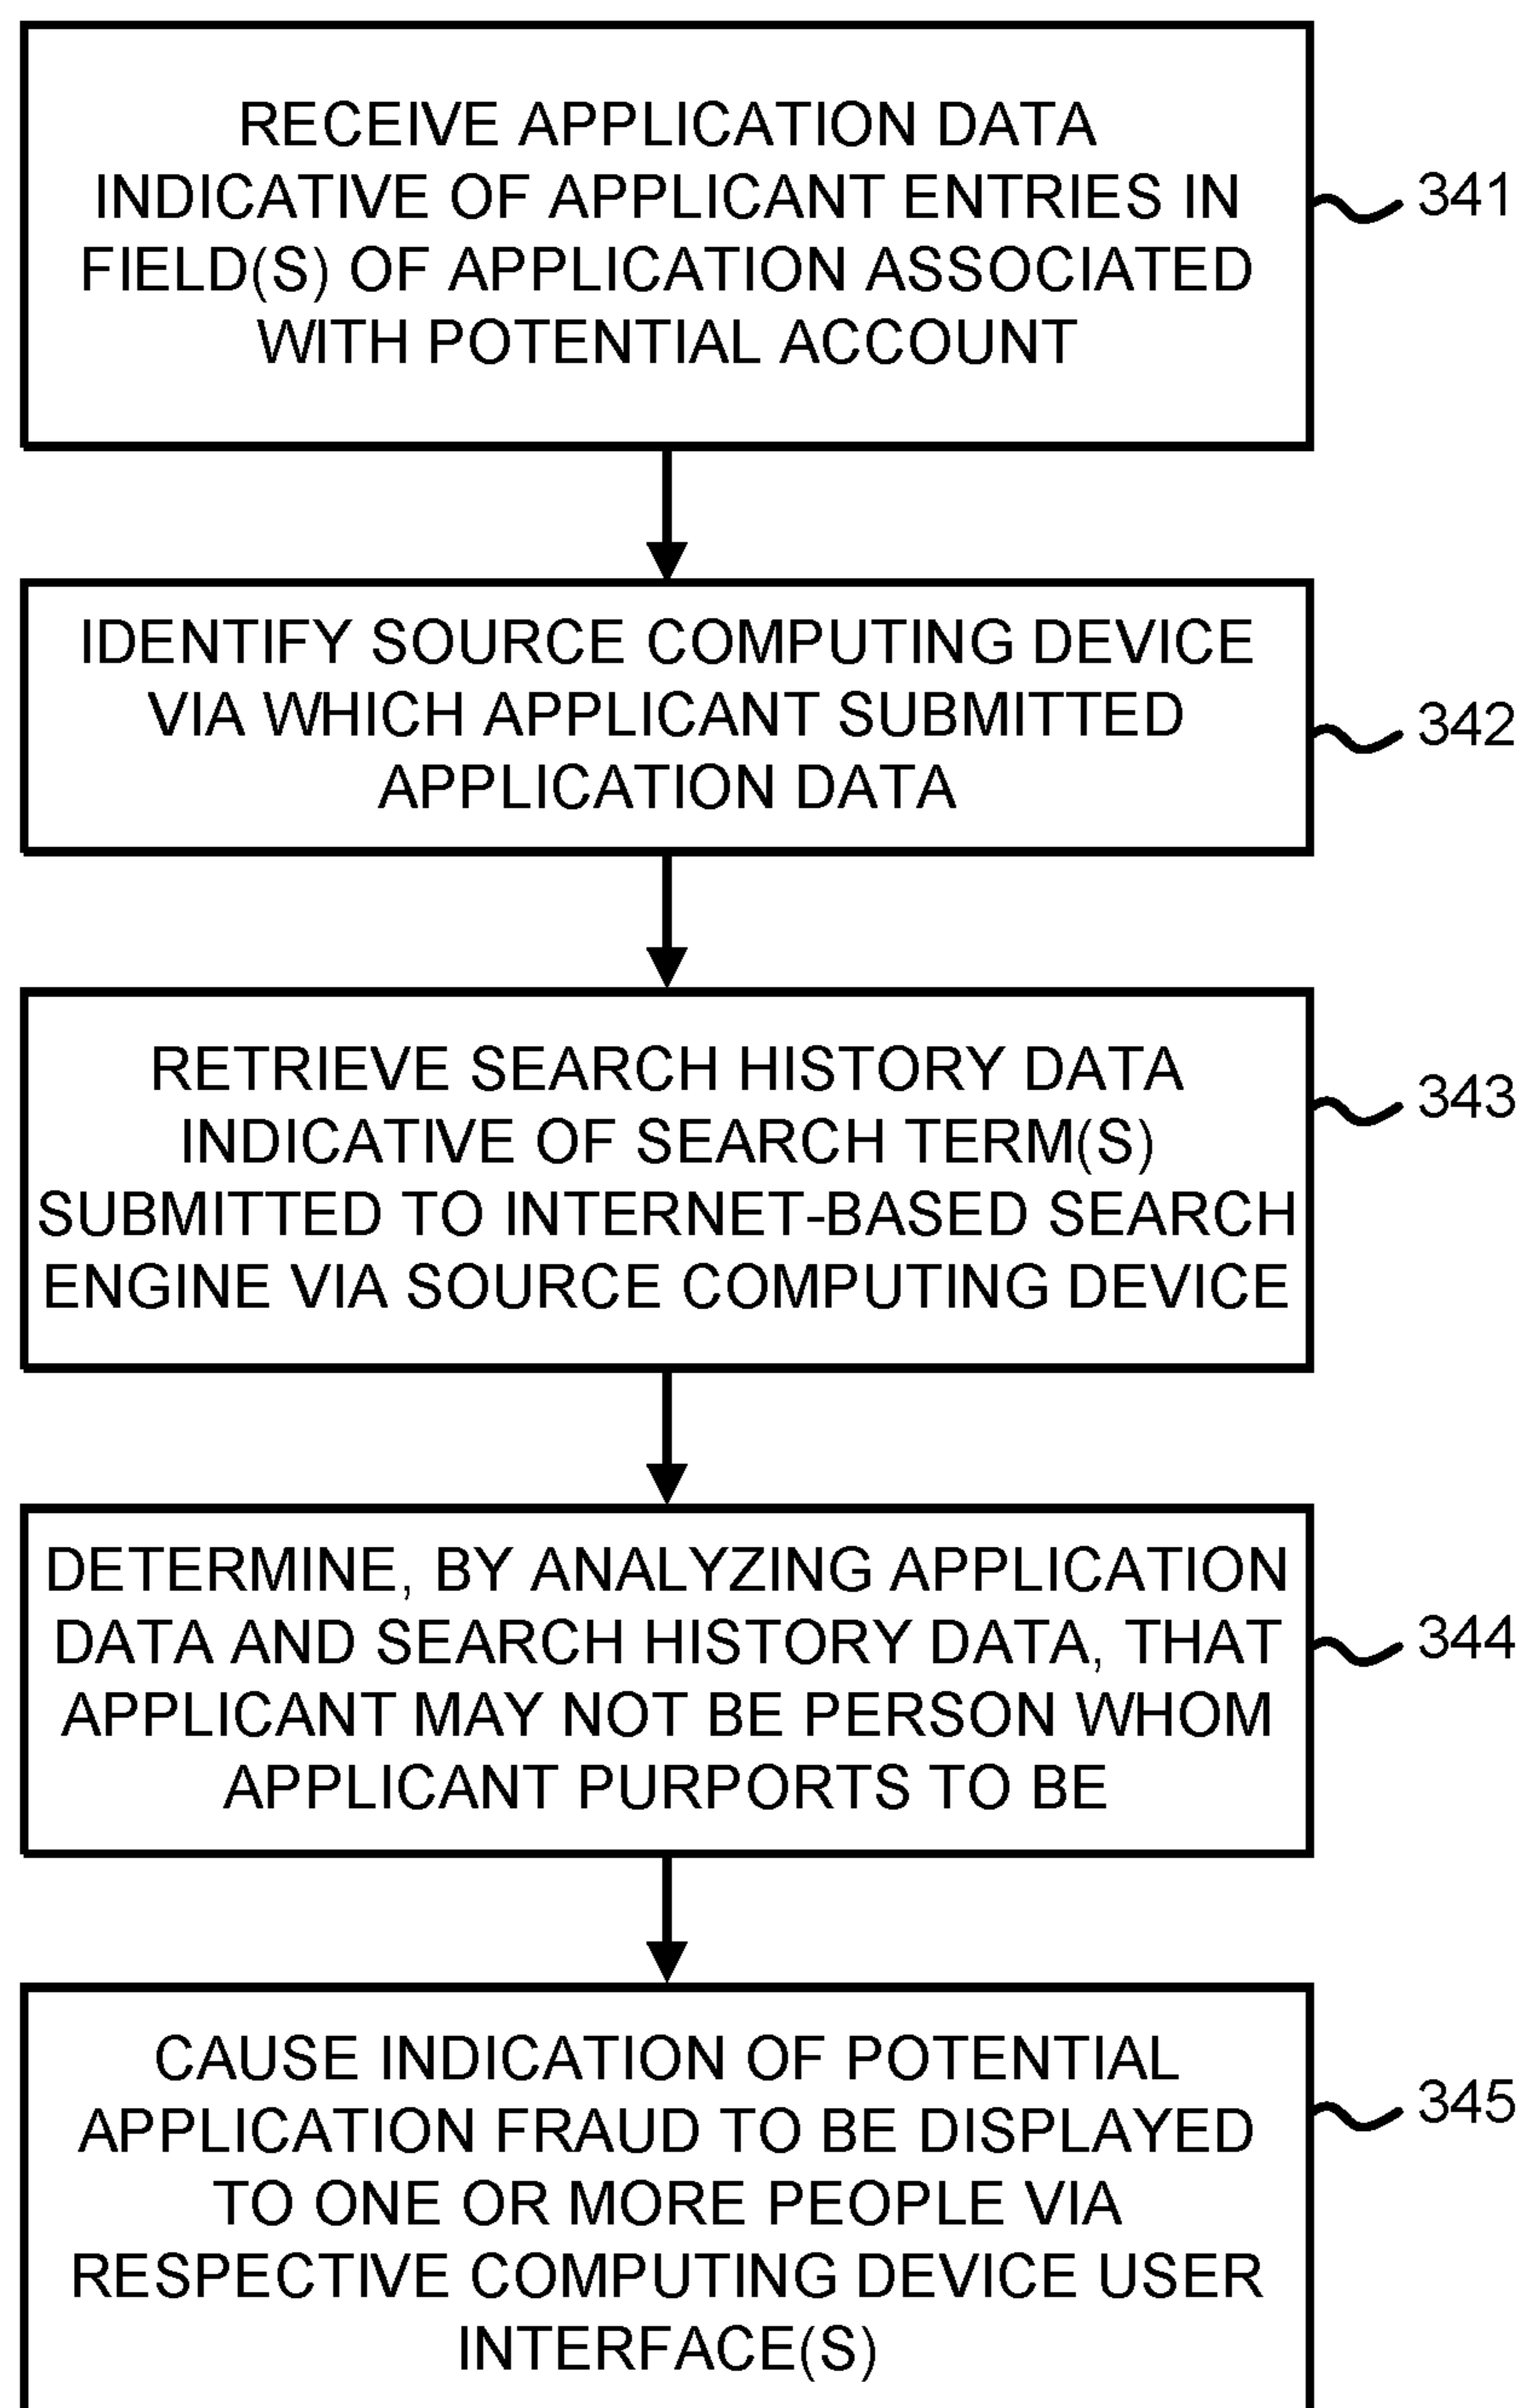 RECEIVE APPLICATION DATA
INDICATIVE OF APPLICANT ENTRIES IN
FIELD(S) OF APPLICATION ASSOCIATED
WITH POTENTIAL ACCOUNT
341
IDENTIFY SOURCE COMPUTING DEVICE
VIA WHICH APPLICANT SUBMITTED
APPLICATION DATA
342
RETRIEVE SEARCH HISTORY DATA
INDICATIVE OF SEARCH TERM(S)
SUBMITTED TO INTERNET-BASED SEARCH
ENGINE VIA SOURCE COMPUTING DEVICE
343
DETERMINE, BY ANALYZING APPLICATION
DATA AND SEARCH HISTORY DATA, THAT
APPLICANT MAY NOT BE PERSON WHOM
APPLICANT PURPORTS TO BE
344
CAUSE INDICATION OF POTENTIAL
APPLICATION FRAUD TO BE DISPLAYED
TO ONE OR MORE PEOPLE VIA
RESPECTIVE COMPUTING DEVICE USER
INTERFACE(S)
345